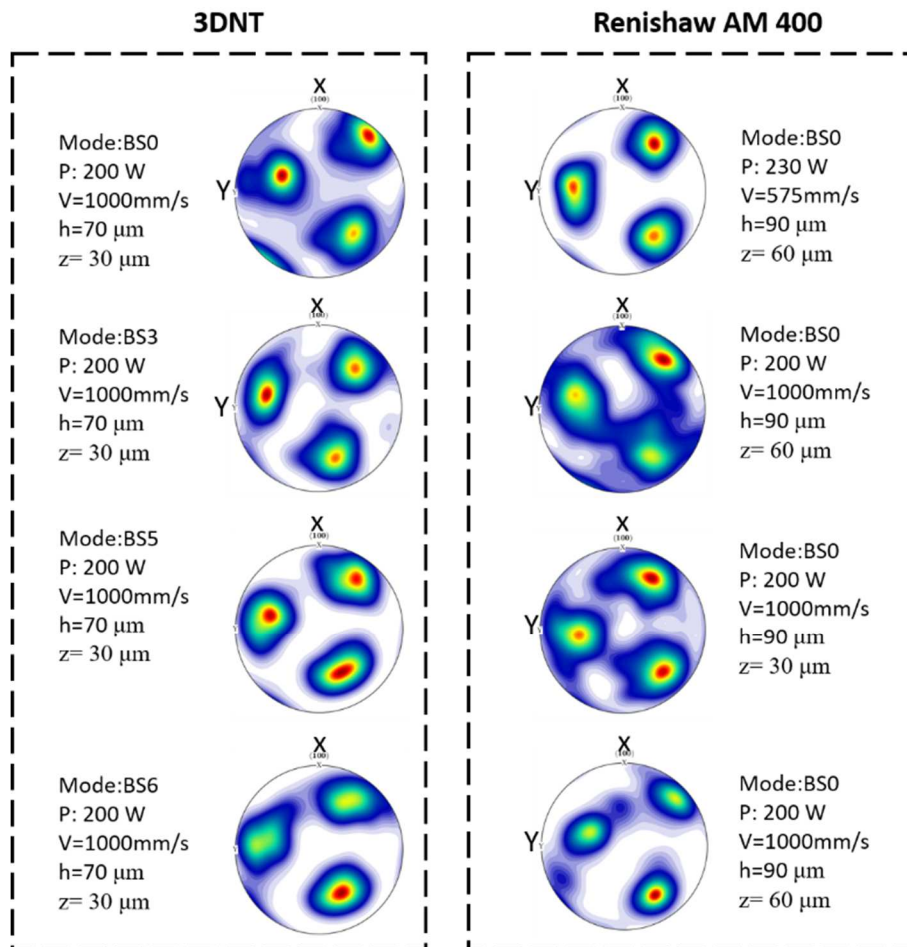 3DNT
Renishaw AM 400
Mode:BS0
P: 200 W
V=1000mm/s
h=70 μm
z= 30 μm
X
(100)
X
Y
Y
Mode:BS3
P: 200 W
V=1000mm/s
h=70 μm
z= 30 μm
X
(100)
X
Y
Y
Mode:BS5
P: 200 W
V=1000mm/s
h=70 μm
z= 30 μm
X
(100)
X
Y
Mode:BS6
P: 200 W
V=1000mm/s
h=70 μm
z= 30 μm
X
(100)
X
Y
X
(100)
X
Y
Y
Mode:BS0
P: 230 W
V=575mm/s
h=90 μm
z= 60 μm
X
(100)
X
Y
Y
Mode:BS0
P: 200 W
V=1000mm/s
h=90 μm
z= 60 μm
X
(100)
X
Y
Y
Mode:BS0
P: 200 W
V=1000mm/s
h=90 μm
z= 30 μm
X
(100)
X
Y
Y
Mode:BS0
P: 200 W
V=1000mm/s
h=90 μm
z= 60 μm